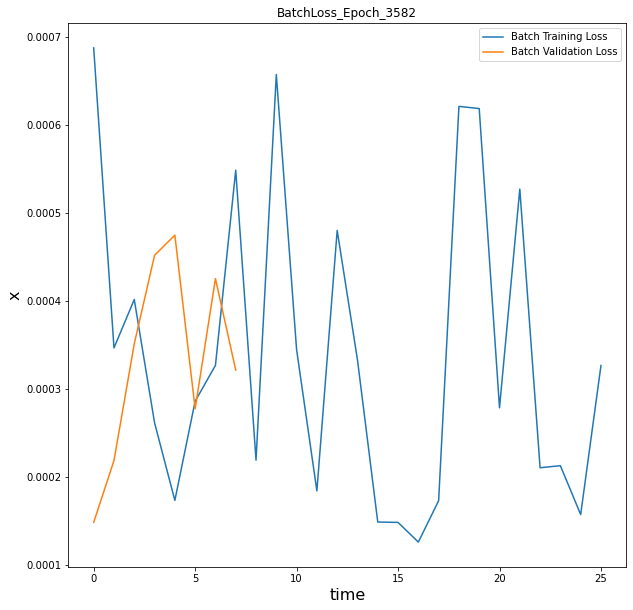 BatchLoss_Epoch_3582
Batch Training Loss
Batch Validation Loss
0.0007
0.0006
0.0005
0.0004
0.0003
0.0002
0.0001
x
0 5 10 15 20 25
time